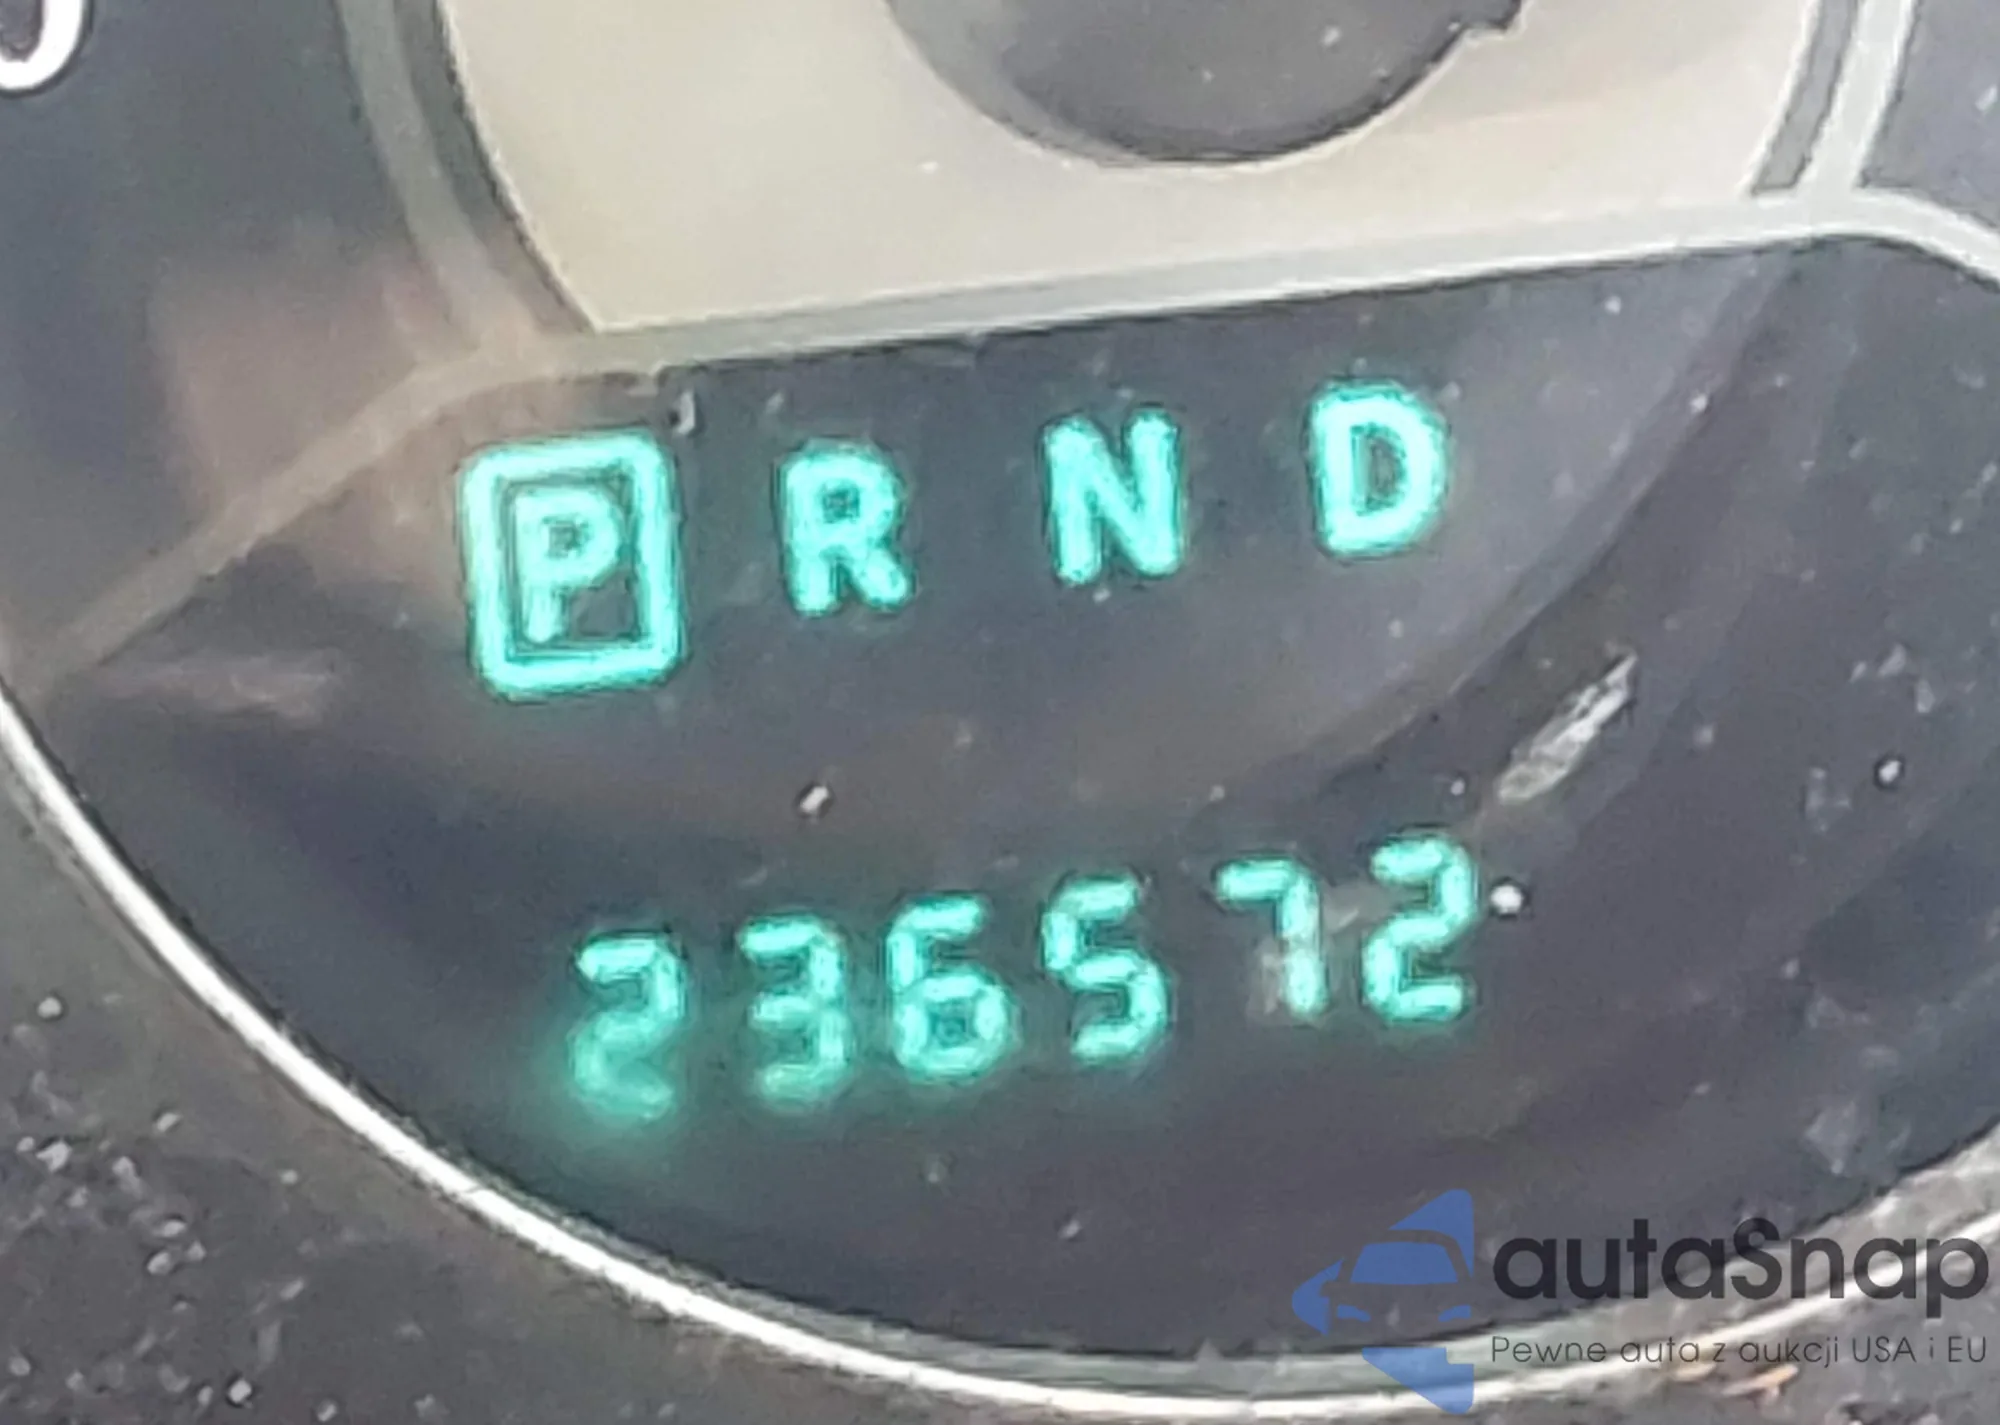 P R N D
236572
autaSnap
Pewne auta z aukcji USA i EU